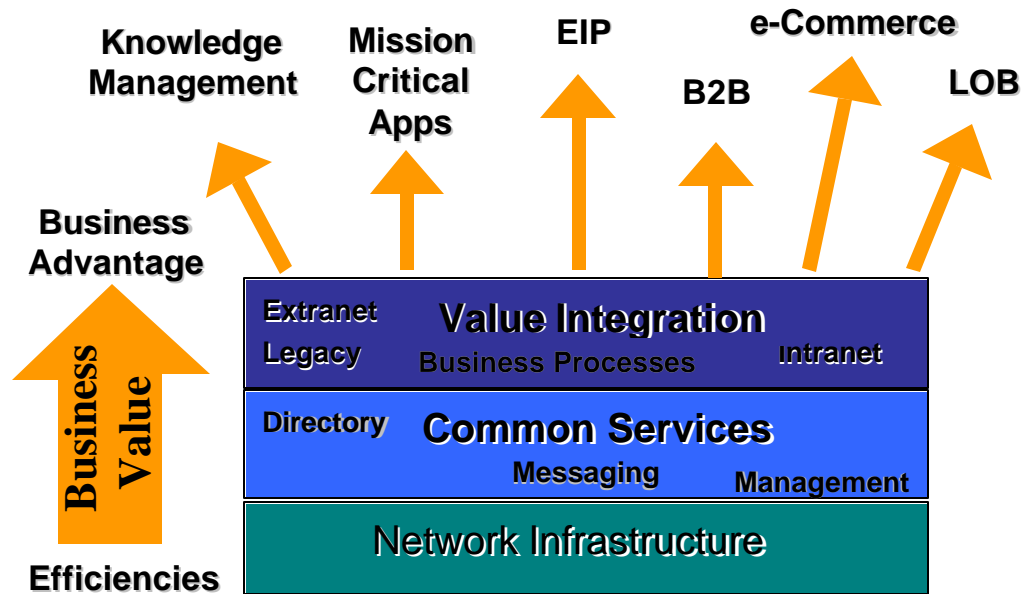 Knowledge
Management
Mission
Critical
Apps
EIP
B2B
e-Commerce
LOB
Business
Advantage
Business
Value
Efficiencies
Extranet
Value Integration
Legacy
Business Processes
Intranet
Directory
Common Services
Messaging
Management
Network Infrastructure